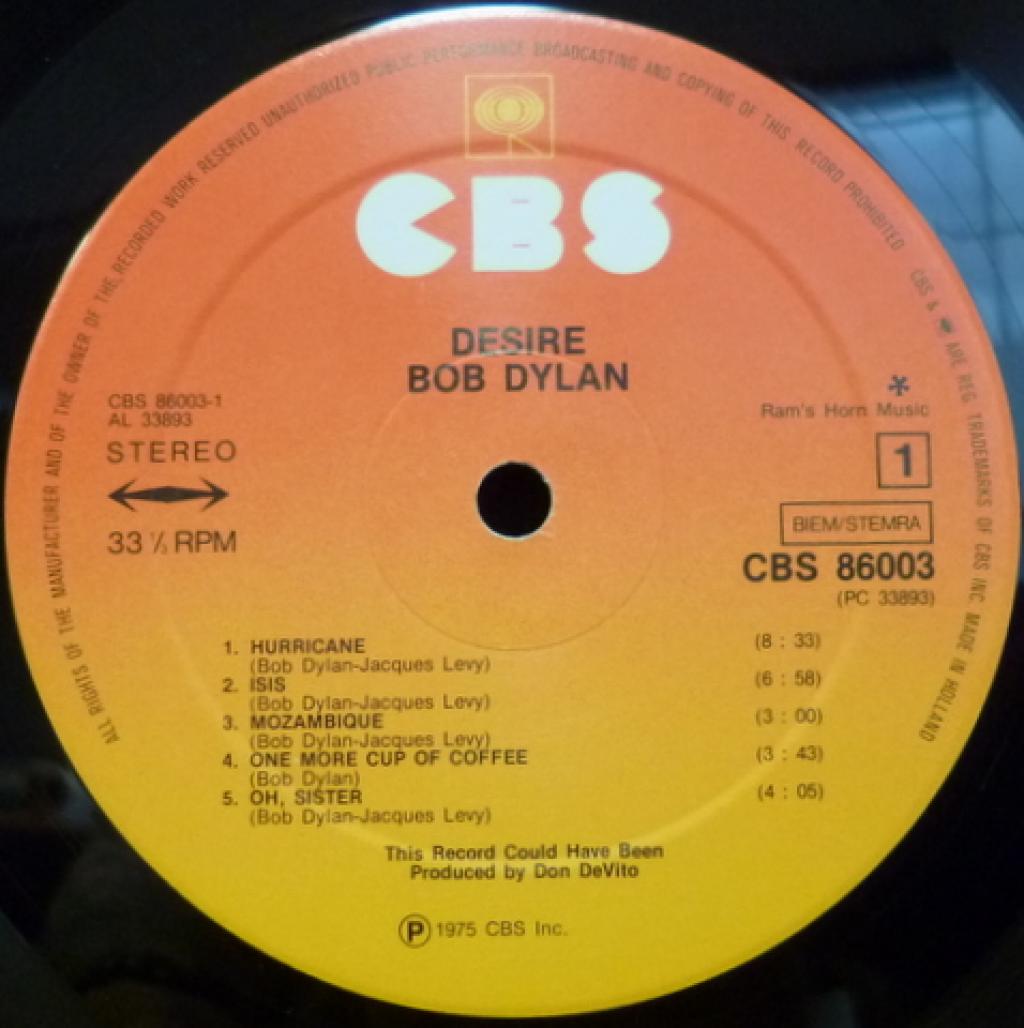 ALL RIGHTS OF THE MANUFACTURER AND OF THE OWNER OF THE RECORDED WORK RESERVED UNAUTHORIZED PUBLIC PERFORMANCE BROADCASTING AND COPYING OF THIS RECORD PROHIBITED CBS & ARE REG TRADEMARKS OF CBS INC MADE IN HOLLAND
CBS
DESIRE
BOB DYLAN
CBS 86003-1
AL 33893
STEREO
33 ⅓ RPM
*
Ram's Horn Music
1
BIEM/STEMRA
CBS 86003
(PC 33893)
1. HURRICANE (8 : 33)
(Bob Dylan-Jacques Levy)
2. ISIS (6 : 58)
(Bob Dylan-Jacques Levy)
3. MOZAMBIQUE (3 : 00)
(Bob Dylan-Jacques Levy)
4. ONE MORE CUP OF COFFEE (3 : 43)
(Bob Dylan)
5. OH, SISTER (4 : 05)
(Bob Dylan-Jacques Levy)
This Record Could Have Been
Produced by Don DeVito
Ⓟ 1975 CBS Inc.